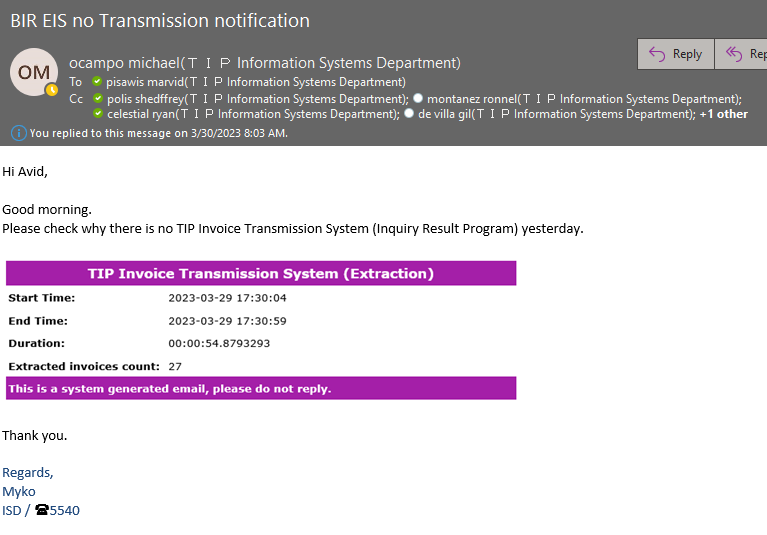 BIR EIS no Transmission notification
OM
ocampo michael(ＴＩＰ Information Systems Department)
Reply
Rep
To pisawis marvid(ＴＩＰ Information Systems Department)
Cc polis shedffrey(ＴＩＰ Information Systems Department); montanez ronnel(ＴＩＰ Information Systems Department);
celestial ryan(ＴＩＰ Information Systems Department); de villa gil(ＴＩＰ Information Systems Department); +1 other
You replied to this message on 3/30/2023 8:03 AM.
Hi Avid,
Good morning.
Please check why there is no TIP Invoice Transmission System (Inquiry Result Program) yesterday.
TIP Invoice Transmission System (Extraction)
Start Time: 2023-03-29 17:30:04
End Time: 2023-03-29 17:30:59
Duration: 00:00:54.8793293
Extracted invoices count: 27
This is a system generated email, please do not reply.
Thank you.
Regards,
Myko
ISD / ☎5540